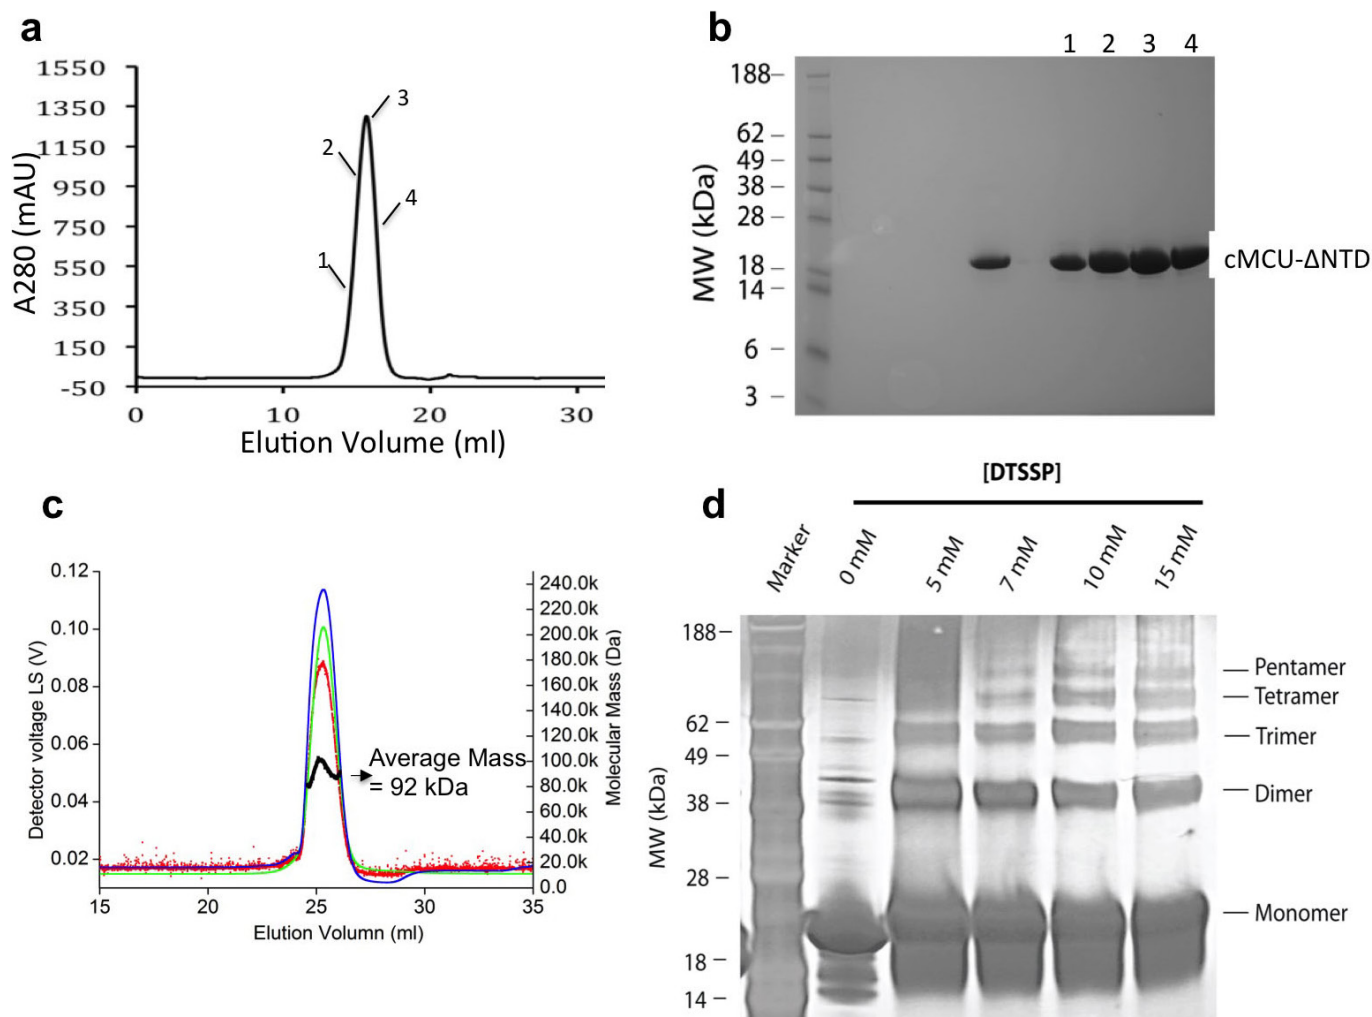 a
1550
1350
1150
950
750
550
350
150
-50
A280 (mAU)
1
2
3
4
0
10
20
30
Elution Volume (ml)
b
1 2 3 4
188
62
49
38
28
18
14
6
3
MW (kDa)
cMCU-ΔNTD
c
0.12
0.10
0.08
0.06
0.04
0.02
Detector voltage LS (V)
240.0k
220.0k
200.0k
180.0k
160.0k
140.0k
120.0k
100.0k
80.0k
60.0k
40.0k
20.0k
0.0
Molecular Mass (Da)
Average Mass
= 92 kDa
15
20
25
30
35
Elution Volumn (ml)
d
[DTSSP]
Marker
0 mM
5 mM
7 mM
10 mM
15 mM
188
62
49
38
28
18
14
MW (kDa)
Pentamer
Tetramer
Trimer
Dimer
Monomer